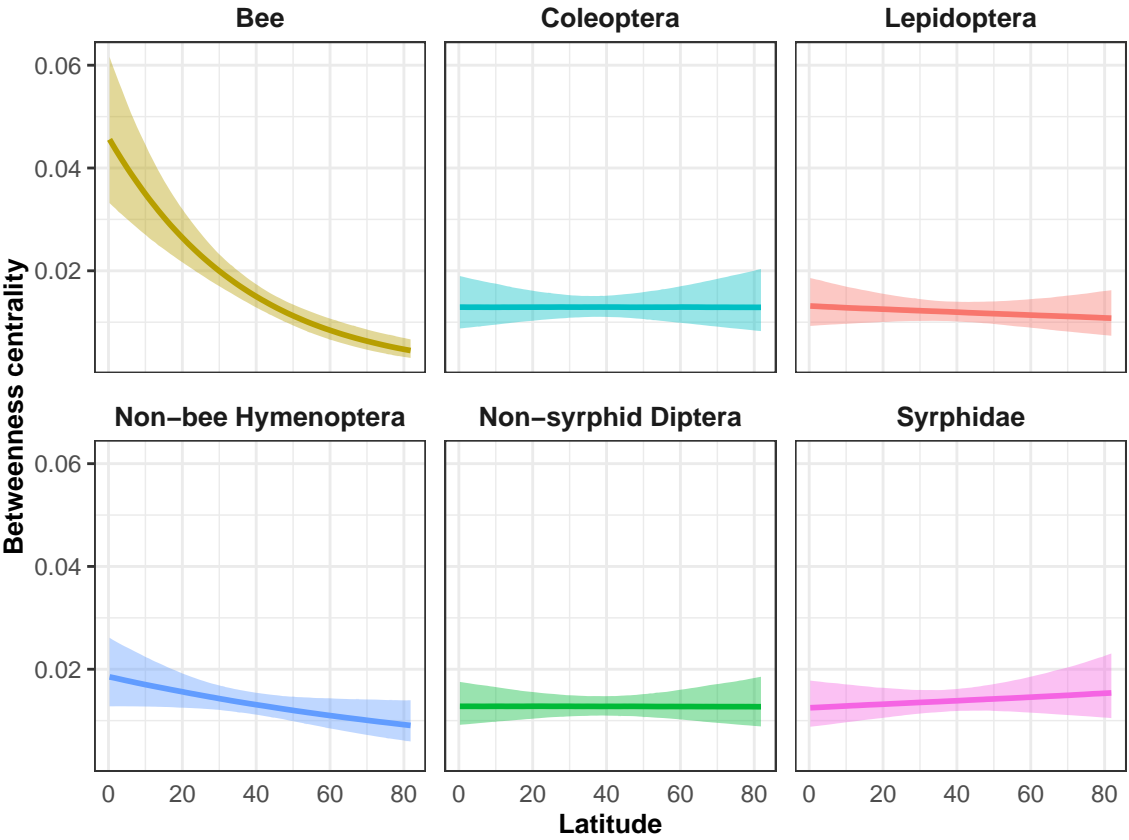 Bee Coleoptera Lepidoptera
0.06
0.04
0.02
Non−bee Hymenoptera Non−syrphid Diptera Syrphidae
0.06
0.04
0.02
0 20 40 60 80 0 20 40 60 80 0 20 40 60 80
Latitude
Betweenness centrality